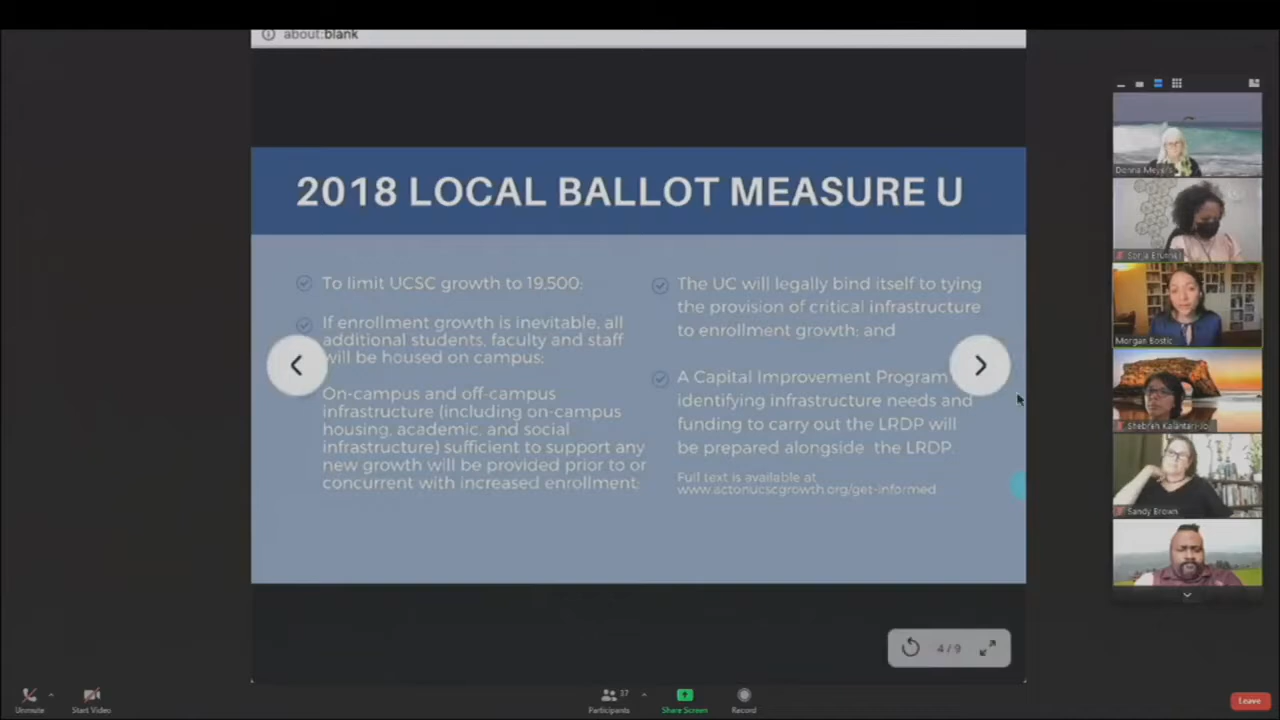 about:blank
2018 LOCAL BALLOT MEASURE U
To limit UCSC growth to 19,500;
If enrollment growth is inevitable, all
additional students, faculty and staff
will be housed on campus;
On-campus and off-campus
infrastructure (including on-campus
housing, academic, and social
infrastructure) sufficient to support any
new growth will be provided prior to or
concurrent with increased enrollment;
The UC will legally bind itself to tying
the provision of critical infrastructure
to enrollment growth; and
A Capital Improvement Program
identifying infrastructure needs and
funding to carry out the LRDP will
be prepared alongside the LRDP.
Full text is available at
www.actonucscgrowth.org/get-informed
4 / 9
Donna Meyers
Sonja Brunner
Morgan Bostic
Shebreh Kalantari-Jo
Sandy Brown
Unmute
Start Video
17
Participants
Share Screen
Record
Leave